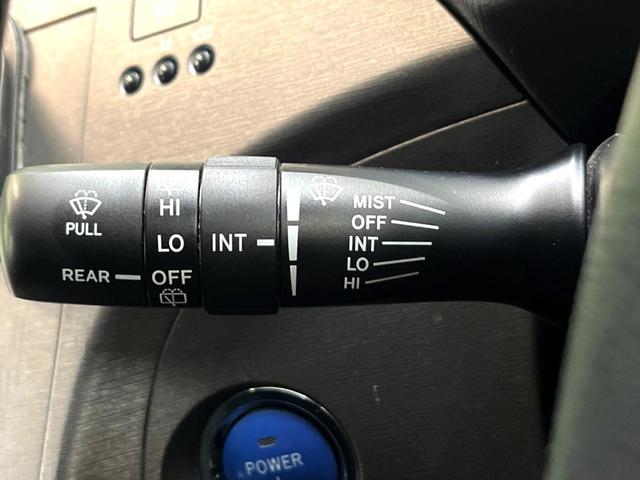 PULL
REAR
HI
LO
OFF
INT
MIST
OFF
INT
LO
HI
POWER